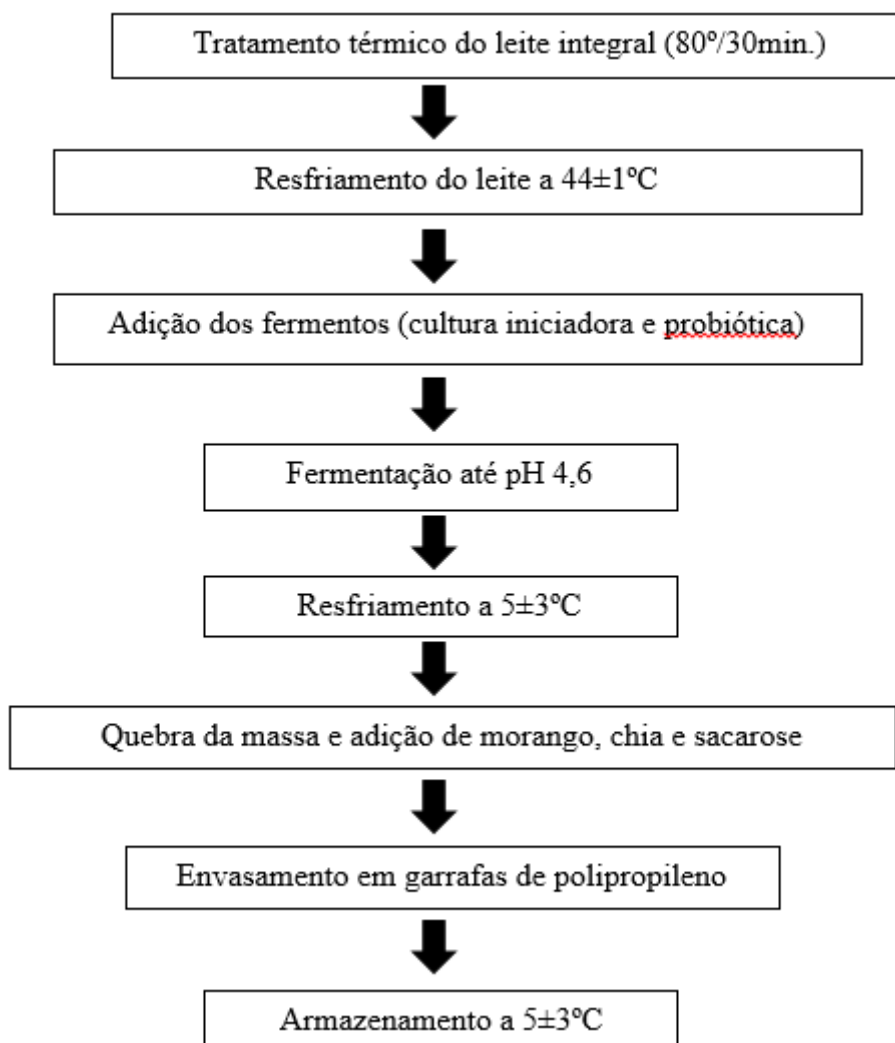 Tratamento térmico do leite integral (80º/30min.)
Resfriamento do leite a 44±1ºC
Adição dos fermentos (cultura iniciadora e probiótica)
Fermentação até pH 4,6
Resfriamento a 5±3ºC
Quebra da massa e adição de morango, chia e sacarose
Envasamento em garrafas de polipropileno
Armazenamento a 5±3ºC